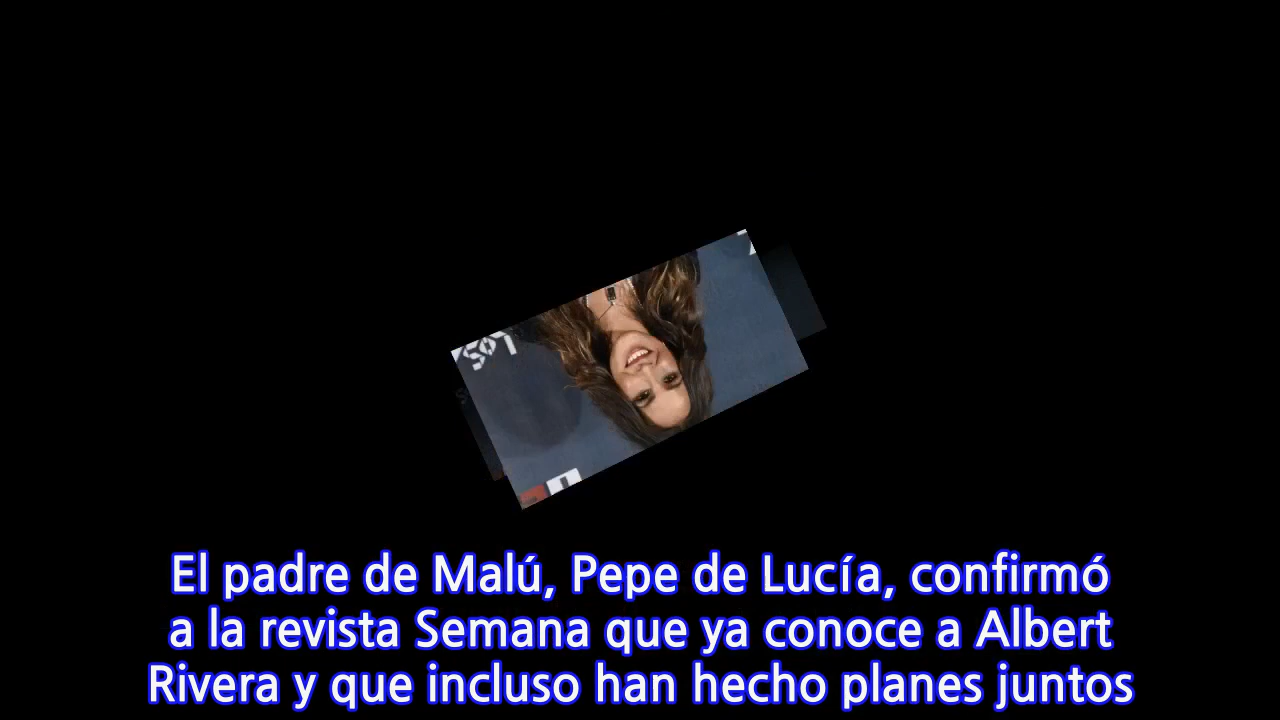 El padre de Malú, Pepe de Lucía, confirmó
a la revista Semana que ya conoce a Albert
Rivera y que incluso han hecho planes juntos
LOS